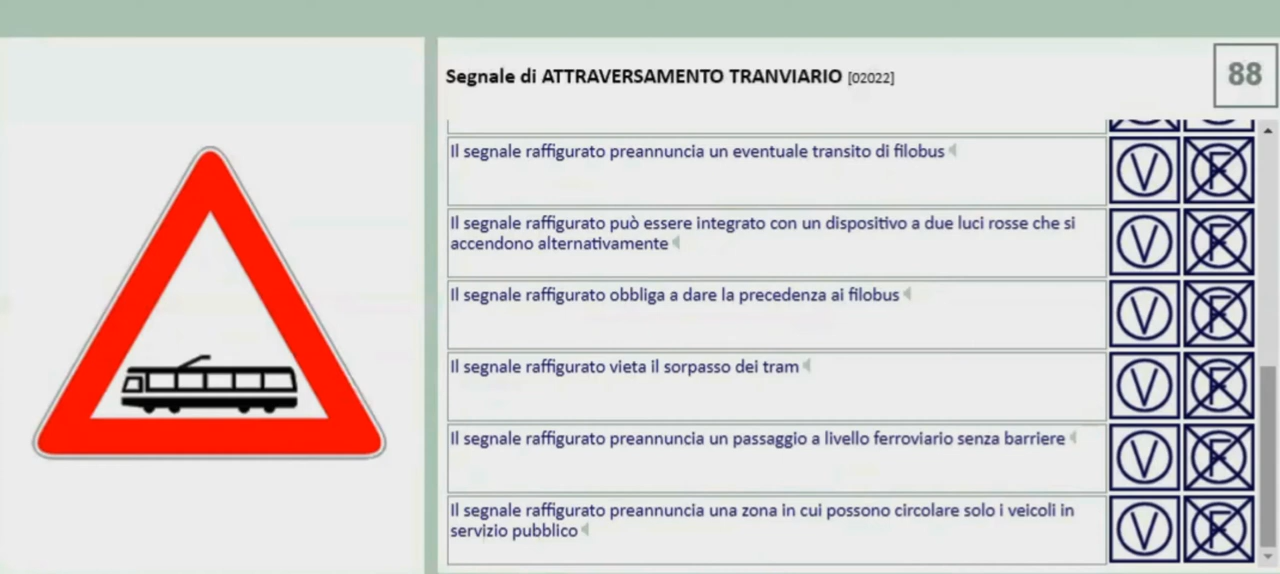 Segnale di ATTRAVERSAMENTO TRANVIARIO [02022]
88
Il segnale raffigurato preannuncia un eventuale transito di filobus
V F
Il segnale raffigurato può essere integrato con un dispositivo a due luci rosse che si
accendono alternativamente
V F
Il segnale raffigurato obbliga a dare la precedenza ai filobus
V F
Il segnale raffigurato vieta il sorpasso dei tram
V F
Il segnale raffigurato preannuncia un passaggio a livello ferroviario senza barriere
V F
Il segnale raffigurato preannuncia una zona in cui possono circolare solo i veicoli in
servizio pubblico
V F